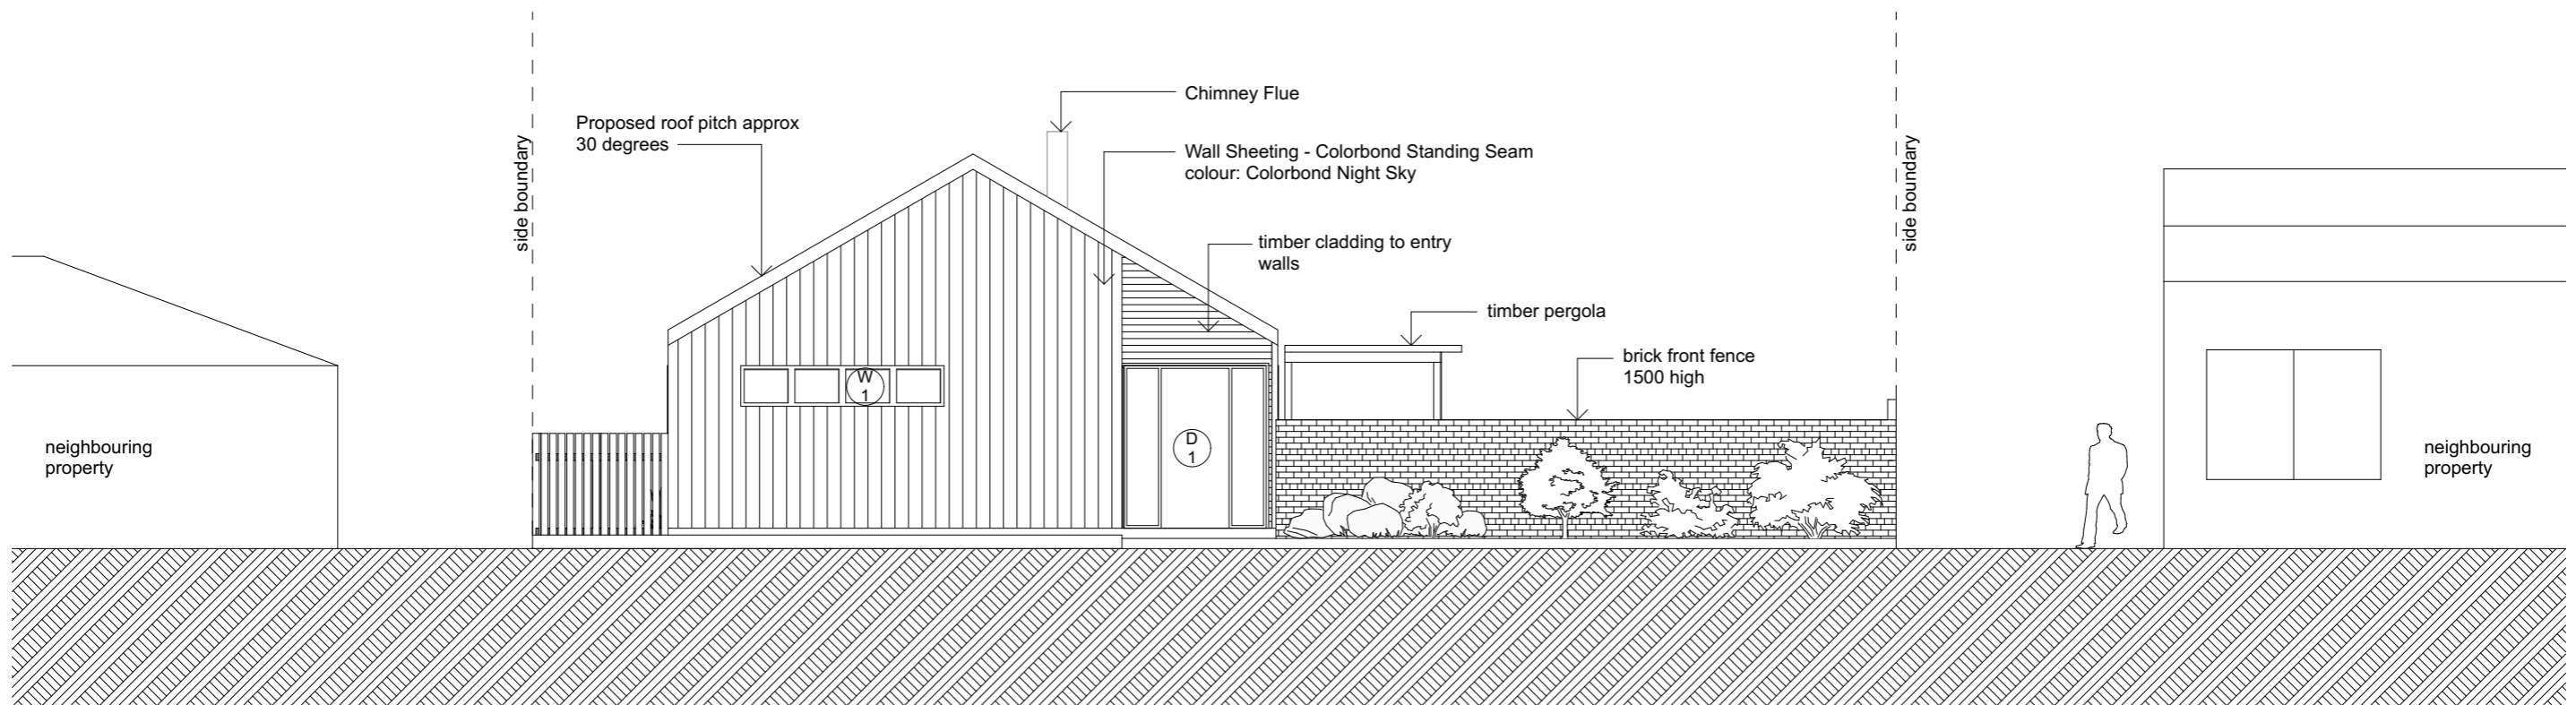 Chimney Flue
Proposed roof pitch approx
30 degrees
side boundary
Wall Sheeting - Colorbond Standing Seam
colour: Colorbond Night Sky
side boundary
timber cladding to entry
walls
timber pergola
brick front fence
1500 high
W
1
D
1
neighbouring
property
neighbouring
property